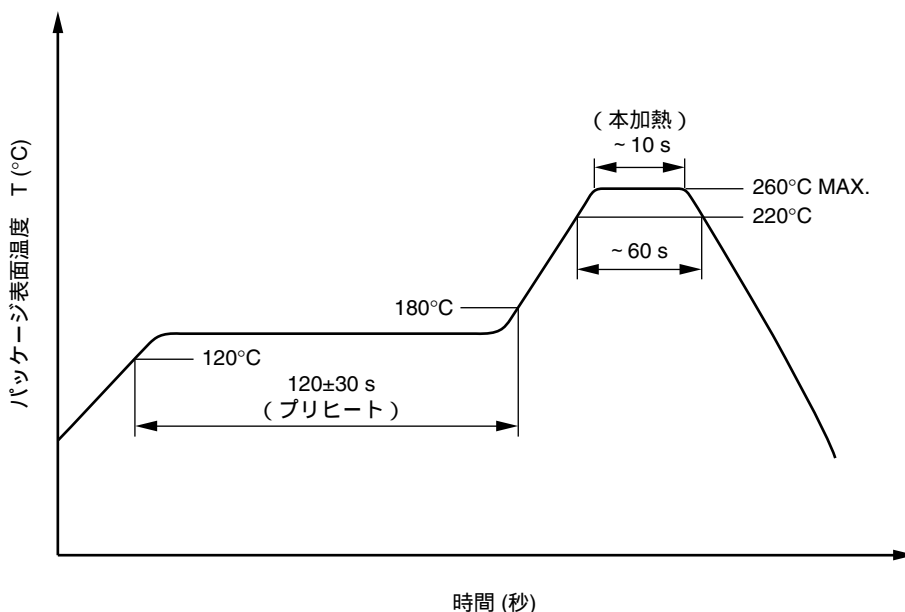 (本加熱)
~ 10 s
260°C MAX.
220°C
~ 60 s
180°C
120°C
120±30 s
(プリヒート)
パッケージ表面温度 T (°C)
時間 (秒)